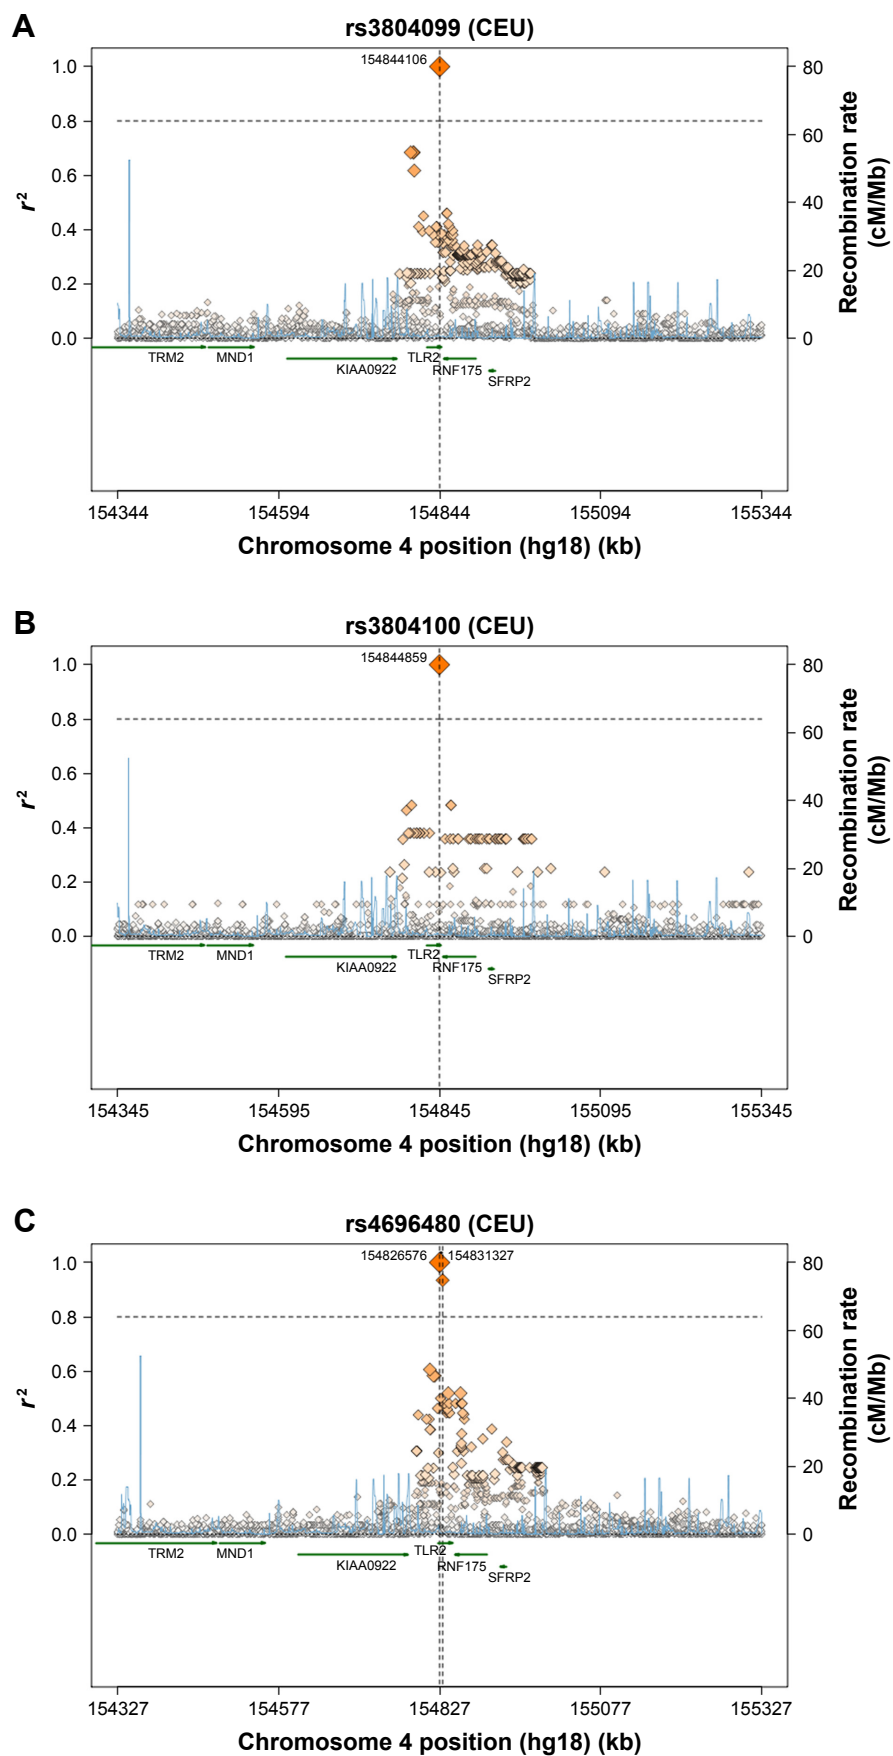 A
rs3804099 (CEU)
154844106
1.0
0.8
0.6
0.4
0.2
0.0
r²
80
60
40
20
0
Recombination rate
(cM/Mb)
TRM2
MND1
KIAA0922
TLR2
RNF175
SFRP2
154344 154594 154844 155094 155344
Chromosome 4 position (hg18) (kb)
B
rs3804100 (CEU)
154844859
1.0
0.8
0.6
0.4
0.2
0.0
r²
80
60
40
20
0
Recombination rate
(cM/Mb)
TRM2
MND1
KIAA0922
TLR2
RNF175
SFRP2
154345 154595 154845 155095 155345
Chromosome 4 position (hg18) (kb)
C
rs4696480 (CEU)
154826576 154831327
1.0
0.8
0.6
0.4
0.2
0.0
r²
80
60
40
20
0
Recombination rate
(cM/Mb)
TRM2
MND1
KIAA0922
TLR2
RNF175
SFRP2
154327 154577 154827 155077 155327
Chromosome 4 position (hg18) (kb)